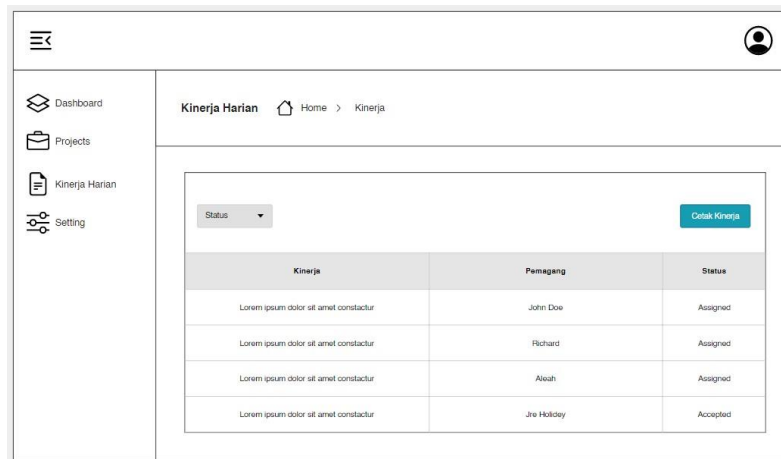 Dashboard
Projects
Kinerja Harian
Setting
Kinerja Harian Home > Kinerja
Status
Cetak Kinerja
Kinerja Pemagang Status
Lorem ipsum dolor sit amet constactur John Doe Assigned
Lorem ipsum dolor sit amet constactur Richard Assigned
Lorem ipsum dolor sit amet constactur Aleah Assigned
Lorem ipsum dolor sit amet constactur Jre Holidey Accepted